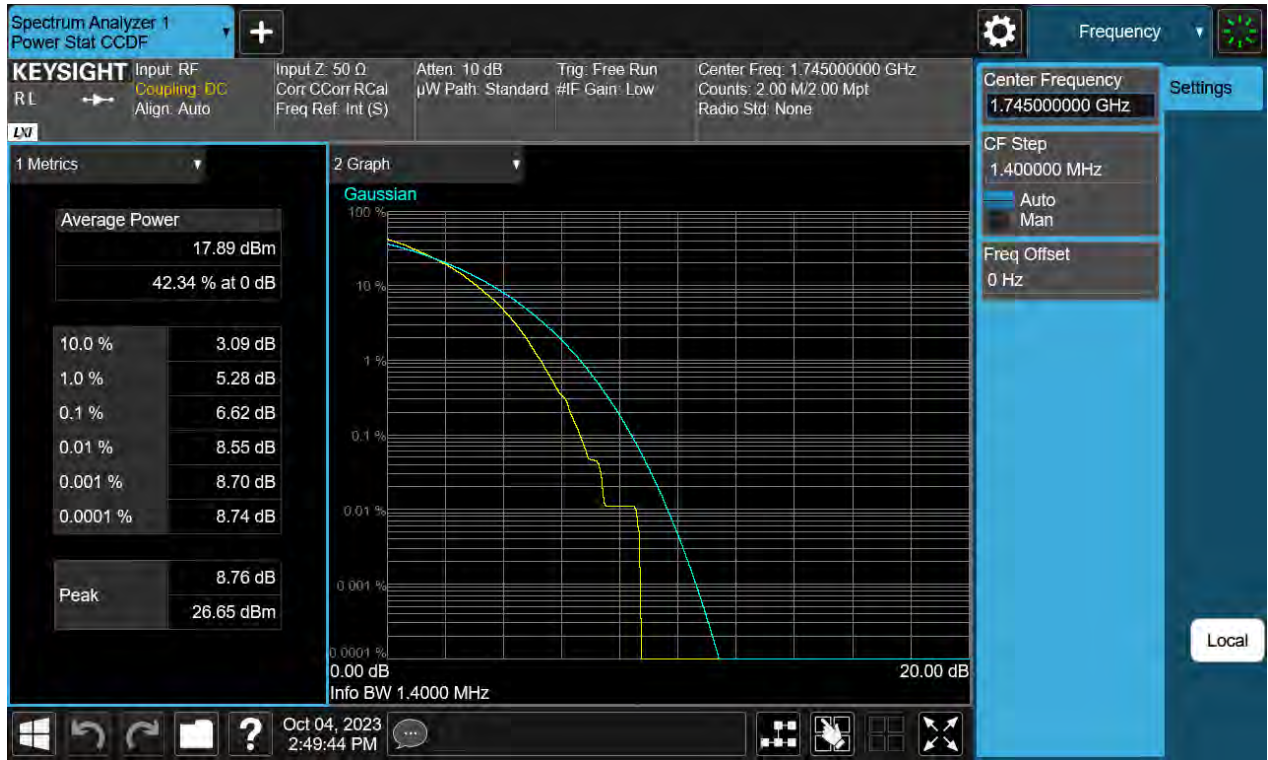 Spectrum Analyzer 1
Power Stat CCDF
+
Frequency
KEYSIGHT
RL
LXI
Input: RF
Coupling: DC
Align: Auto
Input Z: 50 Ω
Corr CCorr RCal
Freq Ref: Int (S)
Atten: 10 dB
µW Path: Standard
Trig: Free Run
#IF Gain: Low
Center Freq: 1.745000000 GHz
Counts: 2.00 M/2.00 Mpt
Radio Std: None
Center Frequency
1.745000000 GHz
Settings
CF Step
1.400000 MHz
Auto
Man
Freq Offset
0 Hz
1 Metrics
Average Power
17.89 dBm
42.34 % at 0 dB
10.0 % 3.09 dB
1.0 % 5.28 dB
0.1 % 6.62 dB
0.01 % 8.55 dB
0.001 % 8.70 dB
0.0001 % 8.74 dB
Peak
8.76 dB
26.65 dBm
2 Graph
Gaussian
100 %
10 %
1 %
0.1 %
0.01 %
0.001 %
0.0001 %
0.00 dB
20.00 dB
Info BW 1.4000 MHz
Local
?
Oct 04, 2023
2:49:44 PM